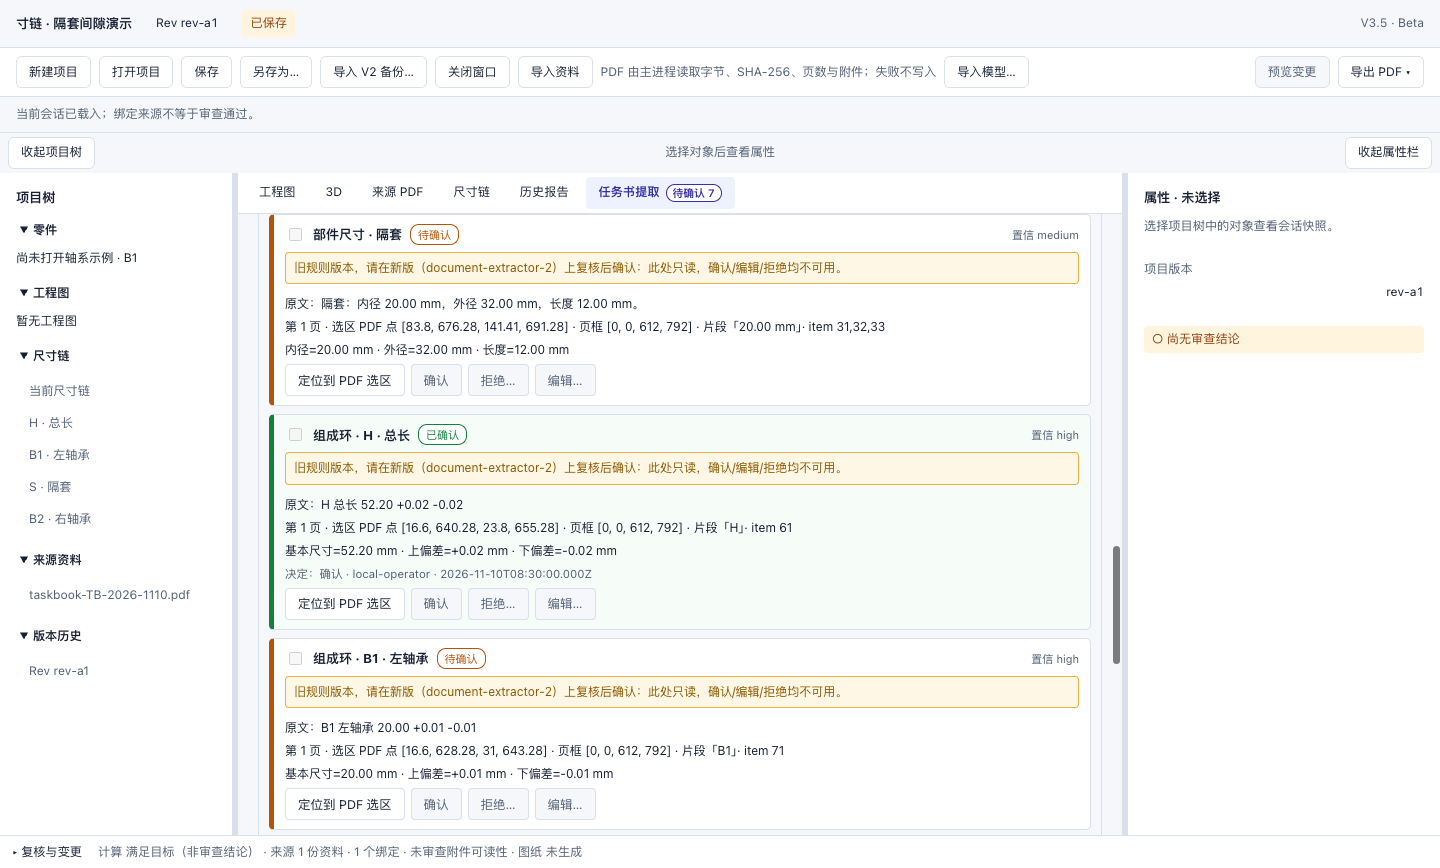 寸链 · 隔套间隙演示 Rev rev-a1 已保存 V3.5 · Beta
新建项目 打开项目 保存 另存为... 导入 V2 备份... 关闭窗口 导入资料 PDF 由主进程读取字节、SHA-256、页数与附件；失败不写入 导入模型... 预览变更 导出 PDF ▾
当前会话已载入；绑定来源不等于审查通过。
收起项目树 选择对象后查看属性 收起属性栏
项目树
▼ 零件
尚未打开轴系示例 · B1
▼ 工程图
暂无工程图
▼ 尺寸链
当前尺寸链
H · 总长
B1 · 左轴承
S · 隔套
B2 · 右轴承
▼ 来源资料
taskbook-TB-2026-1110.pdf
▼ 版本历史
Rev rev-a1
工程图 3D 来源 PDF 尺寸链 历史报告 任务书提取 待确认 7
部件尺寸 · 隔套 待确认 置信 medium
旧规则版本，请在新版（document-extractor-2）上复核后确认：此处只读，确认/编辑/拒绝均不可用。
原文：隔套：内径 20.00 mm，外径 32.00 mm，长度 12.00 mm。
第 1 页 · 选区 PDF 点 [83.8, 676.28, 141.41, 691.28] · 页框 [0, 0, 612, 792] · 片段「20.00 mm」· item 31,32,33
内径=20.00 mm · 外径=32.00 mm · 长度=12.00 mm
定位到 PDF 选区 确认 拒绝... 编辑...
组成环 · H · 总长 已确认 置信 high
旧规则版本，请在新版（document-extractor-2）上复核后确认：此处只读，确认/编辑/拒绝均不可用。
原文：H 总长 52.20 +0.02 -0.02
第 1 页 · 选区 PDF 点 [16.6, 640.28, 23.8, 655.28] · 页框 [0, 0, 612, 792] · 片段「H」· item 61
基本尺寸=52.20 mm · 上偏差=+0.02 mm · 下偏差=-0.02 mm
决定：确认 · local-operator · 2026-11-10T08:30:00.000Z
定位到 PDF 选区 确认 拒绝... 编辑...
组成环 · B1 · 左轴承 待确认 置信 high
旧规则版本，请在新版（document-extractor-2）上复核后确认：此处只读，确认/编辑/拒绝均不可用。
原文：B1 左轴承 20.00 +0.01 -0.01
第 1 页 · 选区 PDF 点 [16.6, 628.28, 31, 643.28] · 页框 [0, 0, 612, 792] · 片段「B1」· item 71
基本尺寸=20.00 mm · 上偏差=+0.01 mm · 下偏差=-0.01 mm
定位到 PDF 选区 确认 拒绝... 编辑...
属性 · 未选择
选择项目树中的对象查看会话快照。
项目版本
rev-a1
○ 尚无审查结论
▸ 复核与变更 计算 满足目标（非审查结论） · 来源 1 份资料 · 1 个绑定 · 未审查附件可读性 · 图纸 未生成